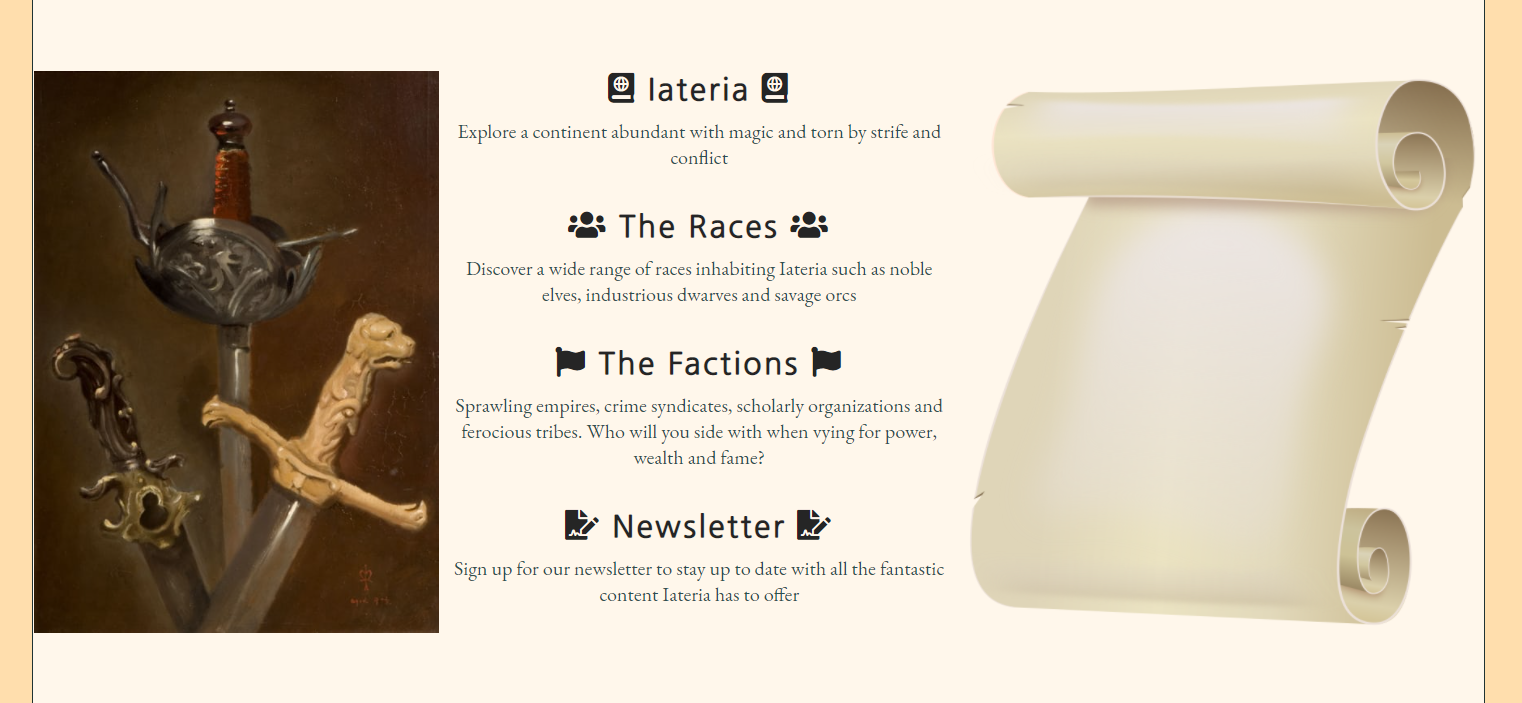 Iateria
Explore a continent abundant with magic and torn by strife and
conflict
The Races
Discover a wide range of races inhabiting Iateria such as noble
elves, industrious dwarves and savage orcs
The Factions
Sprawling empires, crime syndicates, scholarly organizations and
ferocious tribes. Who will you side with when vying for power,
wealth and fame?
Newsletter
Sign up for our newsletter to stay up to date with all the fantastic
content Iateria has to offer